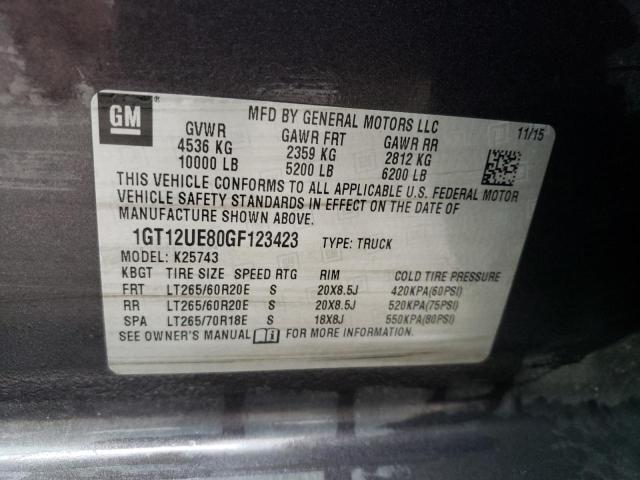 GM
MFD BY GENERAL MOTORS LLC
11/15
GVWR GAWR FRT GAWR RR
4536 KG 2359 KG 2812 KG
10000 LB 5200 LB 6200 LB
THIS VEHICLE CONFORMS TO ALL APPLICABLE U.S. FEDERAL MOTOR
VEHICLE SAFETY STANDARDS IN EFFECT ON THE DATE OF
MANUFACTURE SHOWN ABOVE.
1GT12UE80GF123423 TYPE: TRUCK
MODEL: K25743
KBGT TIRE SIZE SPEED RTG RIM COLD TIRE PRESSURE
FRT LT265/60R20E S 20X8.5J 420KPA(60PSI)
RR LT265/60R20E S 20X8.5J 520KPA(75PSI)
SPA LT265/70R18E S 18X8J 550KPA(80PSI)
SEE OWNER'S MANUAL FOR MORE INFORMATION.